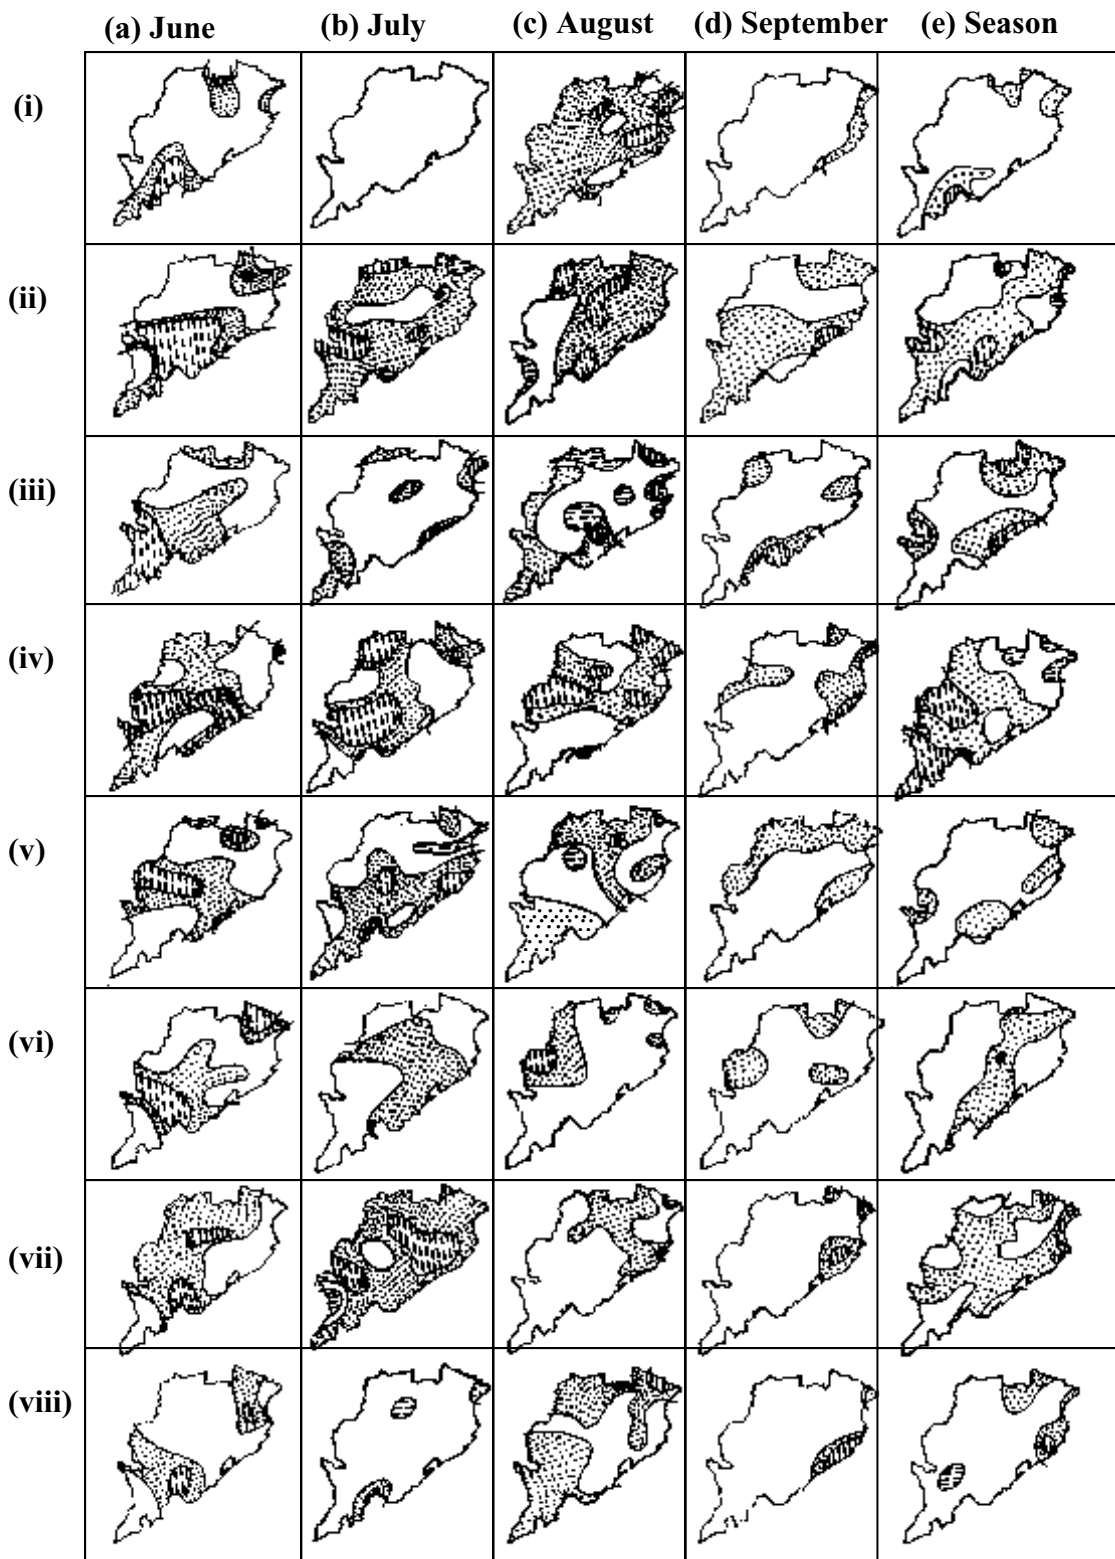 (a) June (b) July (c) August (d) September (e) Season
(i)
(ii)
(iii)
(iv)
(v)
(vi)
(vii)
(viii)